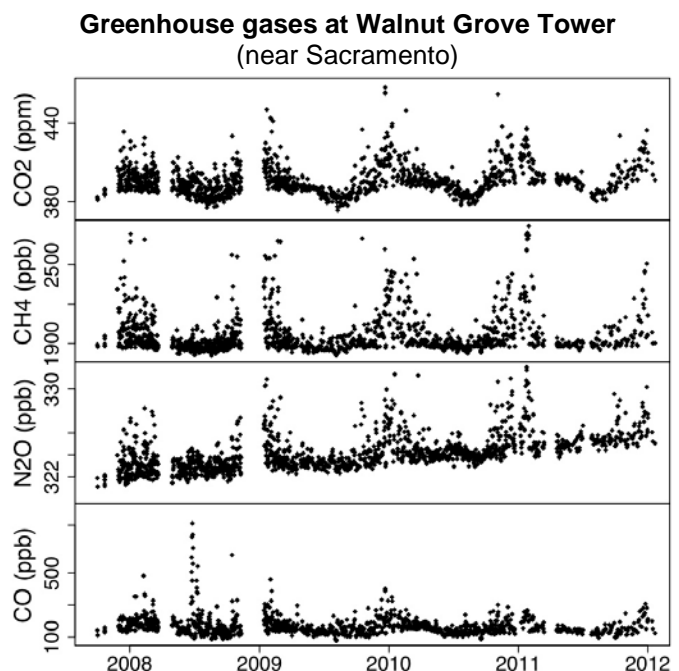 Greenhouse gases at Walnut Grove Tower
(near Sacramento)
CO2 (ppm)
440
380
CH4 (ppb)
2500
1900
N2O (ppb)
330
322
CO (ppb)
500
100
2008 2009 2010 2011 2012